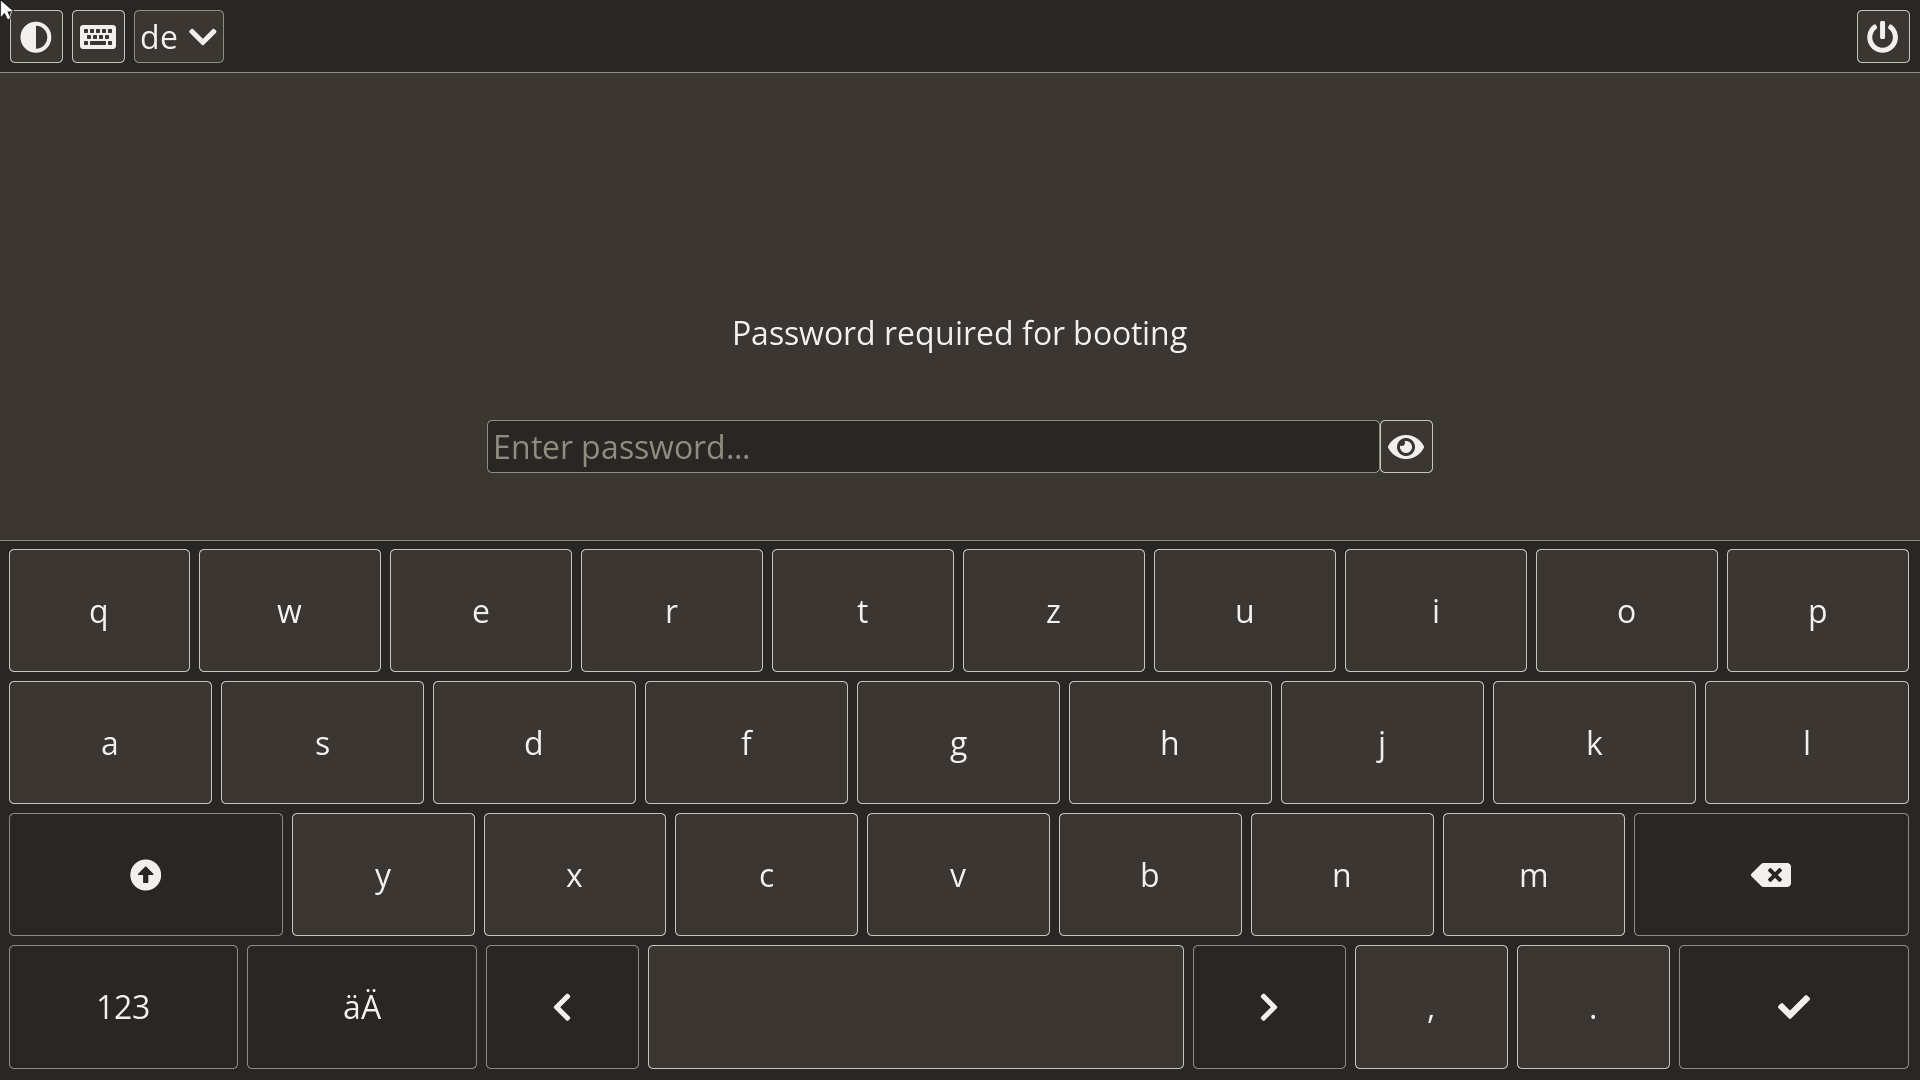 de
Password required for booting
Enter password...
q w e r t z u i o p
a s d f g h j k l
y x c v b n m
123 äÄ , .